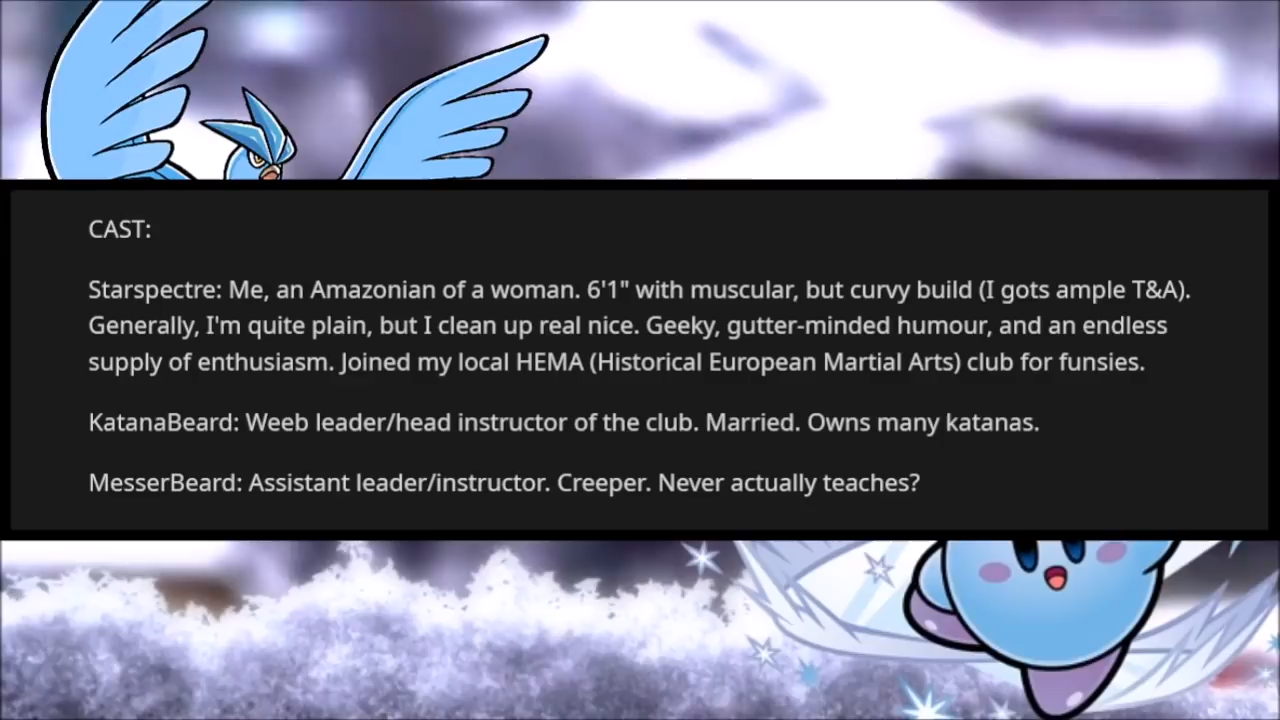 CAST:
Starspectre: Me, an Amazonian of a woman. 6'1" with muscular, but curvy build (I gots ample T&A).
Generally, I'm quite plain, but I clean up real nice. Geeky, gutter-minded humour, and an endless
supply of enthusiasm. Joined my local HEMA (Historical European Martial Arts) club for funsies.
KatanaBeard: Weeb leader/head instructor of the club. Married. Owns many katanas.
MesserBeard: Assistant leader/instructor. Creeper. Never actually teaches?